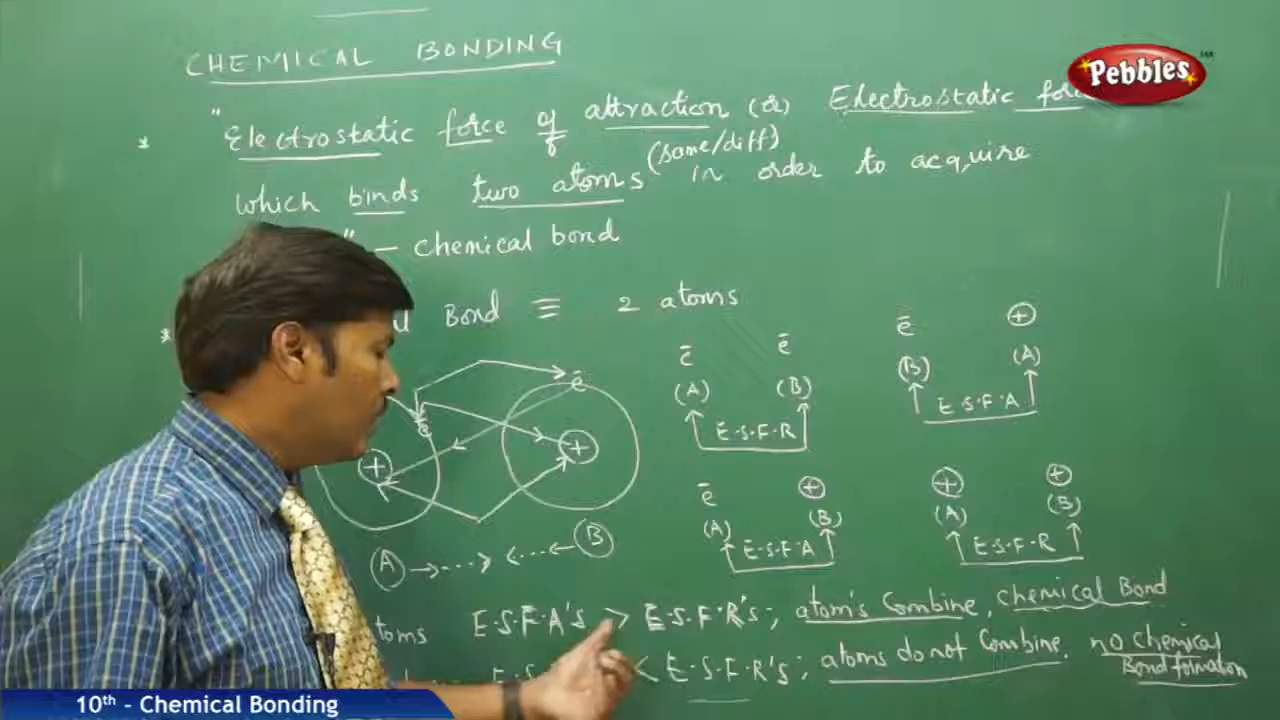 CHEMICAL BONDING
Pebbles
* "Electrostatic force of attraction (or) Electrostatic
which binds two atoms (same/diff) in order to acquire
" — chemical bond
* Bond ≡ 2 atoms
ē ē
(A) (B)
E.S.F.R
ē +
(B) (A)
E.S.F.A
ē
ē
+ +
ē +
(A) (B)
E.S.F.A
+ +
(A) (B)
E.S.F.R
A B
E.S.F.A's > E.S.F.R's; atom's Combine, chemical Bond
< E.S.F.R's; atoms do not Combine. no chemical
Bond formation
10th - Chemical Bonding